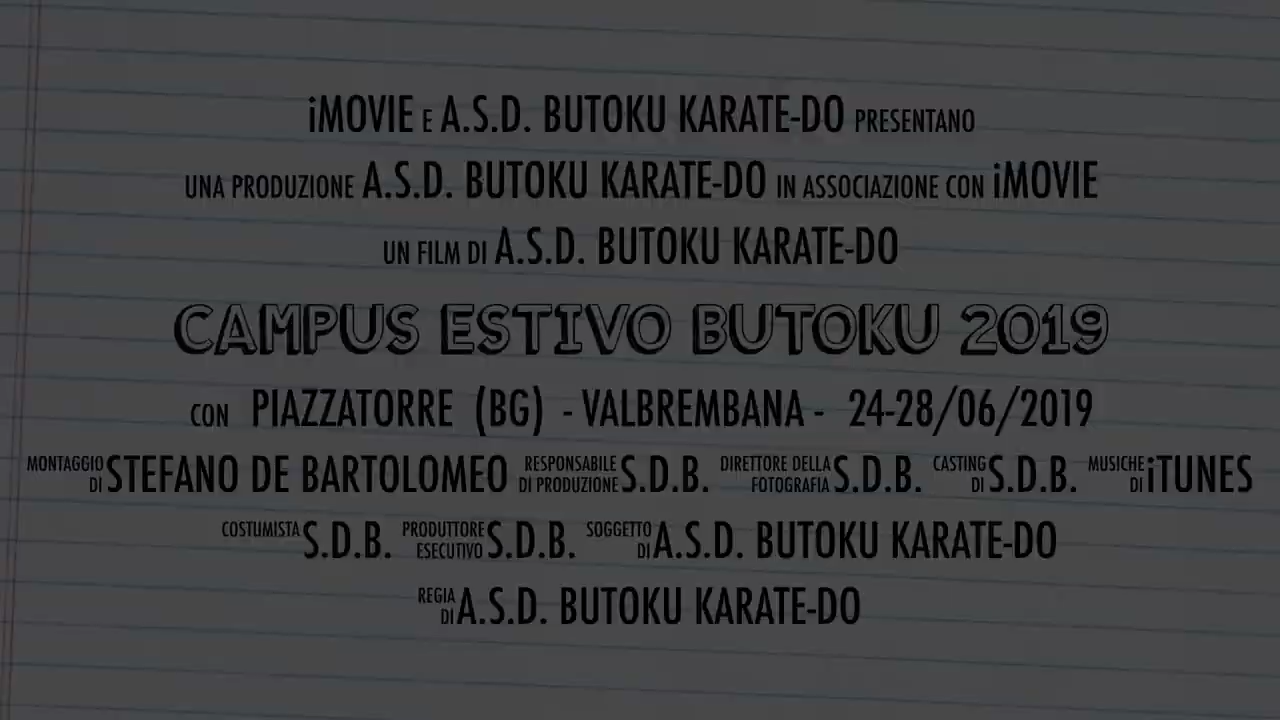 iMOVIE E A.S.D. BUTOKU KARATE-DO PRESENTANO
UNA PRODUZIONE A.S.D. BUTOKU KARATE-DO IN ASSOCIAZIONE CON iMOVIE
UN FILM DI A.S.D. BUTOKU KARATE-DO
CAMPUS ESTIVO BUTOKU 2019
CON PIAZZATORRE (BG) - VALBREMBANA - 24-28/06/2019
MONTAGGIO DI STEFANO DE BARTOLOMEO RESPONSABILE DI PRODUZIONE S.D.B. DIRETTORE DELLA FOTOGRAFIA S.D.B. CASTING DI S.D.B. MUSICHE DI iTUNES
COSTUMISTA S.D.B. PRODUTTORE ESECUTIVO S.D.B. SOGGETTO DI A.S.D. BUTOKU KARATE-DO
REGIA DI A.S.D. BUTOKU KARATE-DO